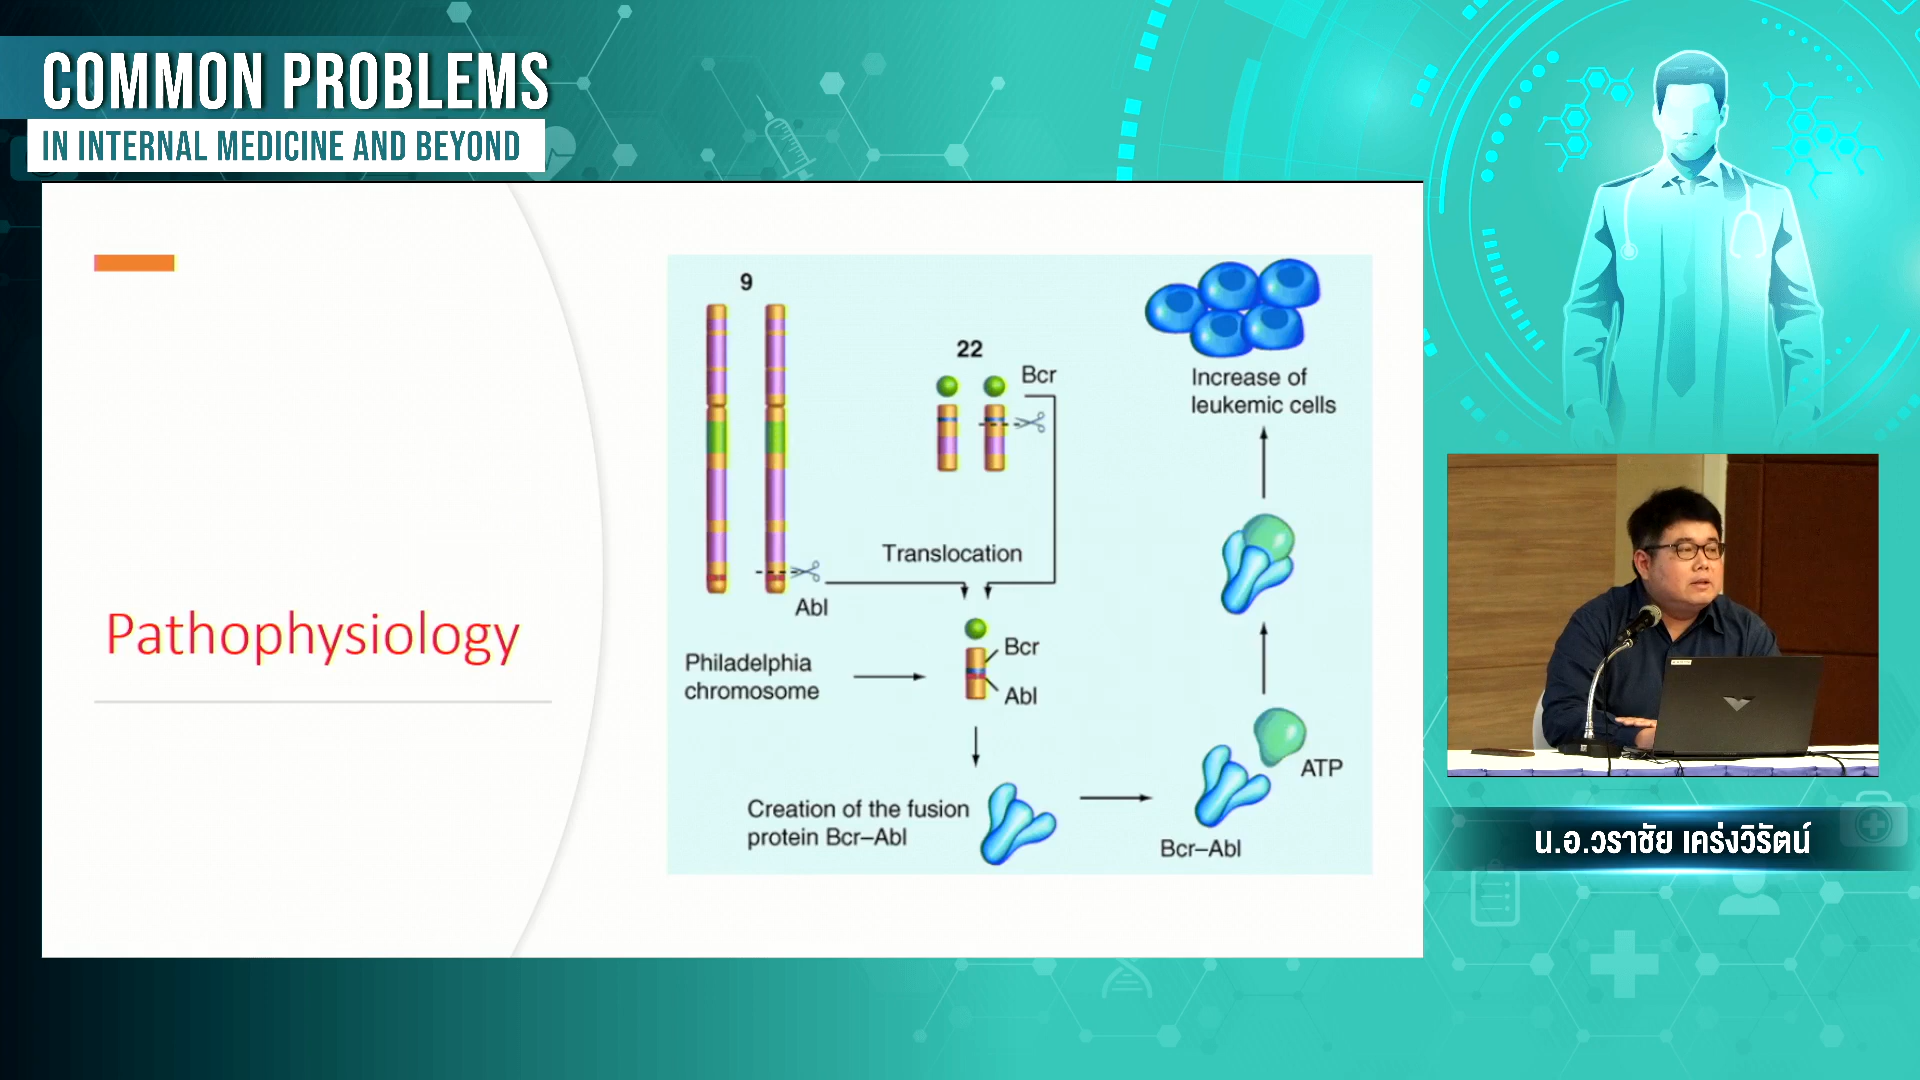 COMMON PROBLEMS
IN INTERNAL MEDICINE AND BEYOND
Pathophysiology
9
22
Bcr
Increase of
leukemic cells
Translocation
Abl
Philadelphia
chromosome
Bcr
Abl
ATP
Creation of the fusion
protein Bcr–Abl
Bcr–Abl
น.อ.วราชัย เคร่งวิรัตน์